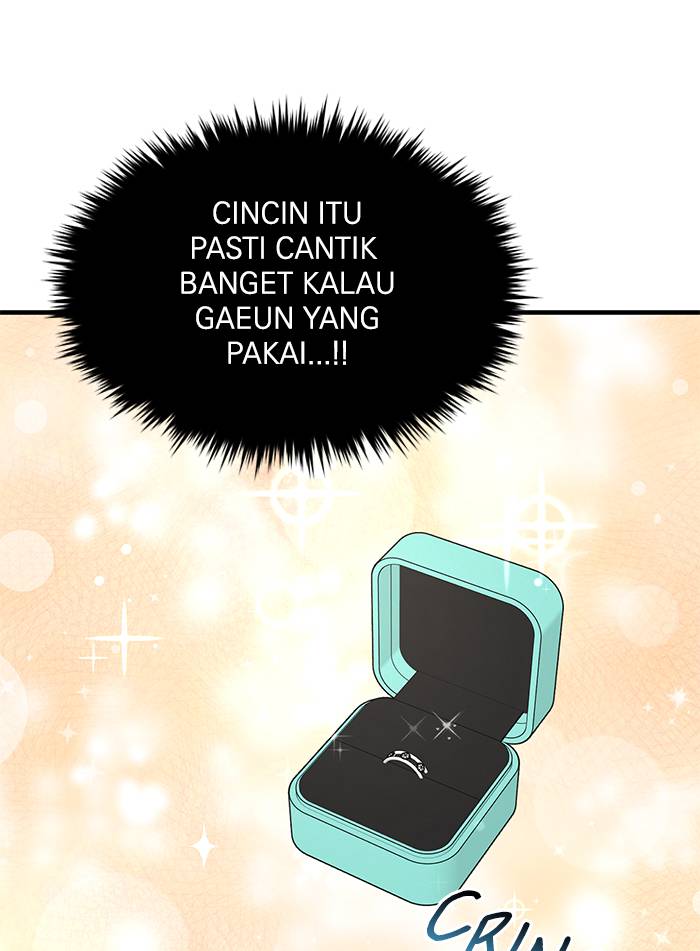 CINCIN ITU
PASTI CANTIK
BANGET KALAU
GAEUN YANG
PAKAI...!!